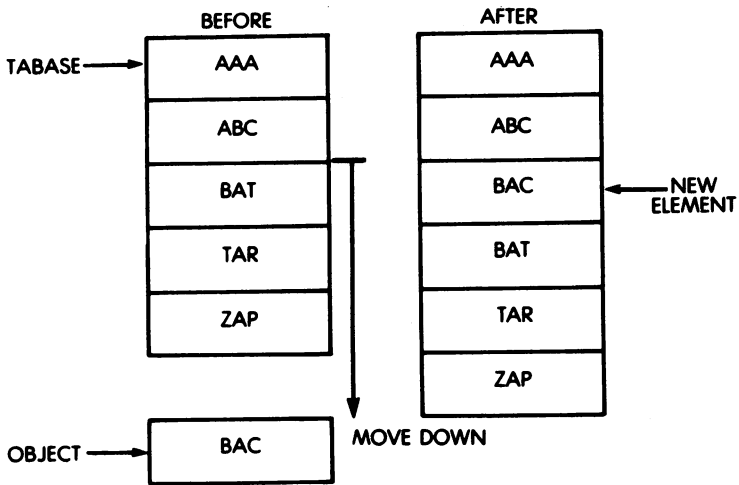 BEFORE
TABASE
AAA
ABC
BAT
TAR
ZAP
OBJECT
BAC
MOVE DOWN
AFTER
AAA
ABC
BAC
BAT
TAR
ZAP
NEW
ELEMENT